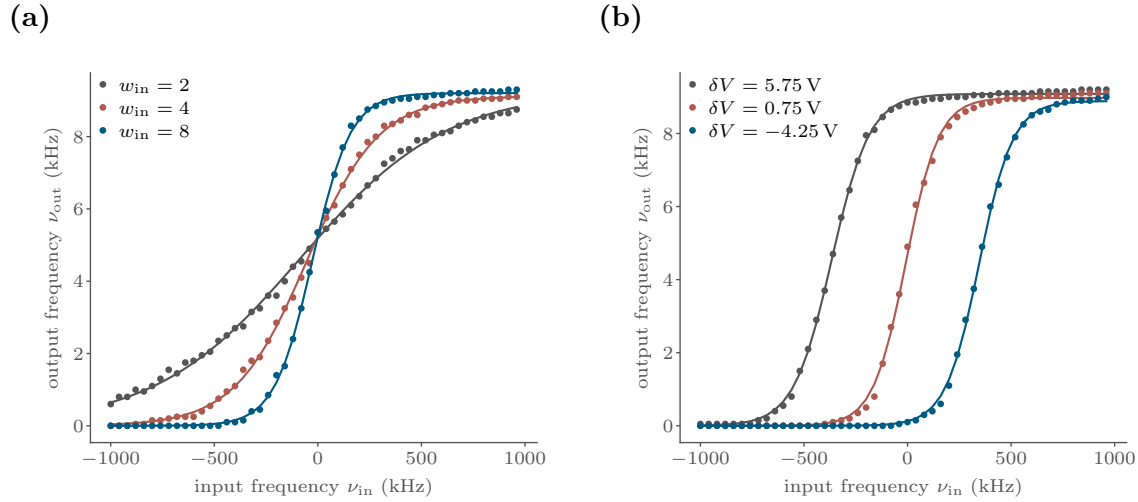 (a)
w_in = 2
w_in = 4
w_in = 8
output frequency ν_out (kHz)
8
6
4
2
0
−1000
−500
0
500
1000
input frequency ν_in (kHz)
(b)
δV = 5.75 V
δV = 0.75 V
δV = −4.25 V
output frequency ν_out (kHz)
8
6
4
2
0
−1000
−500
0
500
1000
input frequency ν_in (kHz)